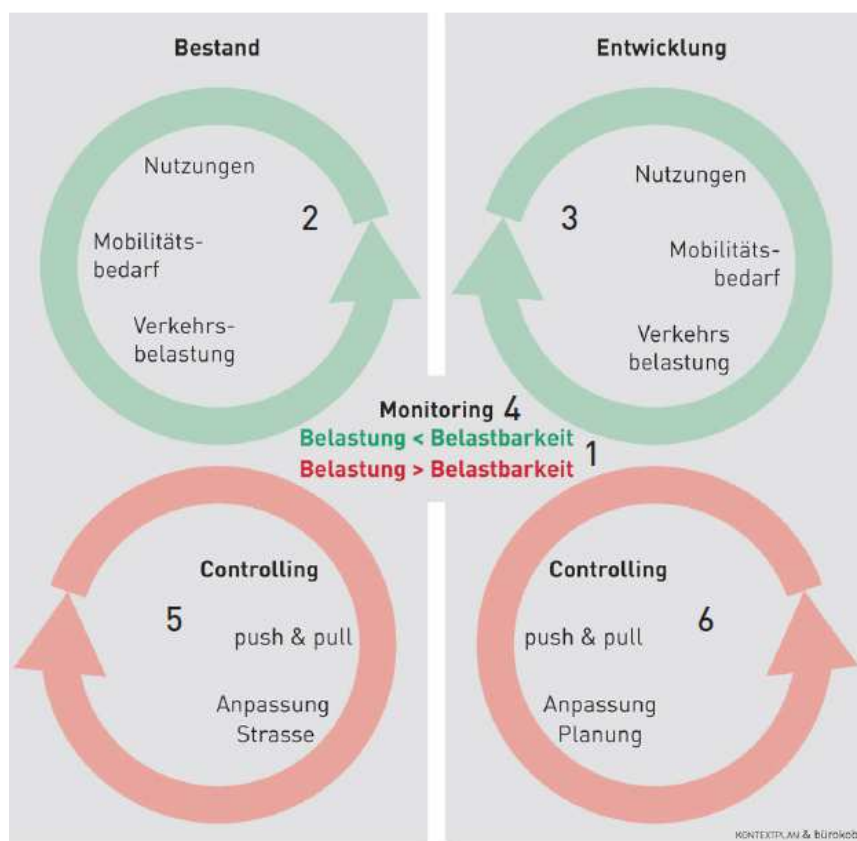 Bestand
Nutzungen
2
Mobilitäts-
bedarf
Verkehrs-
belastung
Entwicklung
Nutzungen
3
Mobilitäts-
bedarf
Verkehrs
belastung
Monitoring 4
Belastung < Belastbarkeit
1
Belastung > Belastbarkeit
Controlling
5
push & pull
Anpassung
Strasse
Controlling
6
push & pull
Anpassung
Planung
KONTEXTPLAN & bürokobi